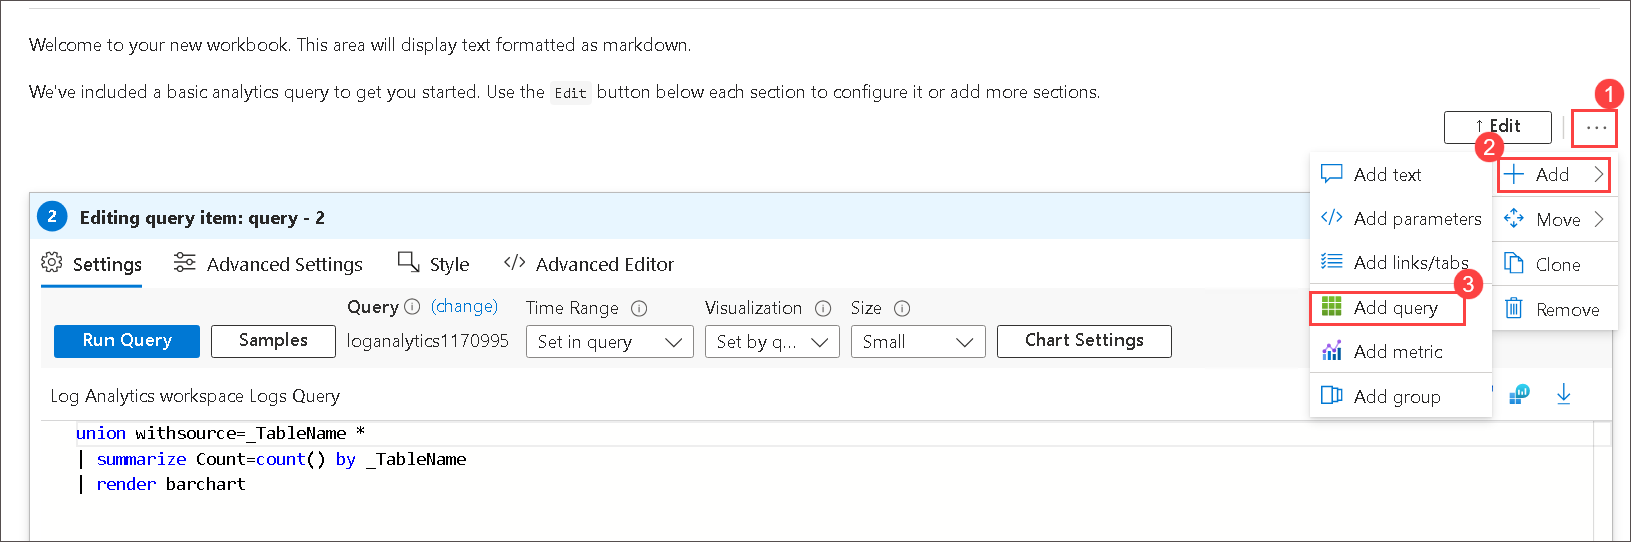 Welcome to your new workbook. This area will display text formatted as markdown.
We've included a basic analytics query to get you started. Use the Edit button below each section to configure it or add more sections.
1
↑ Edit
...
2
Add text
Add
Add parameters
Move
Add links/tabs
Clone
3
Add query
Remove
Add metric
Add group
2 Editing query item: query - 2
Settings Advanced Settings Style Advanced Editor
Query (change) Time Range Visualization Size
Run Query Samples loganalytics1170995 Set in query Set by q... Small Chart Settings
Log Analytics workspace Logs Query
union withsource=_TableName *
| summarize Count=count() by _TableName
| render barchart